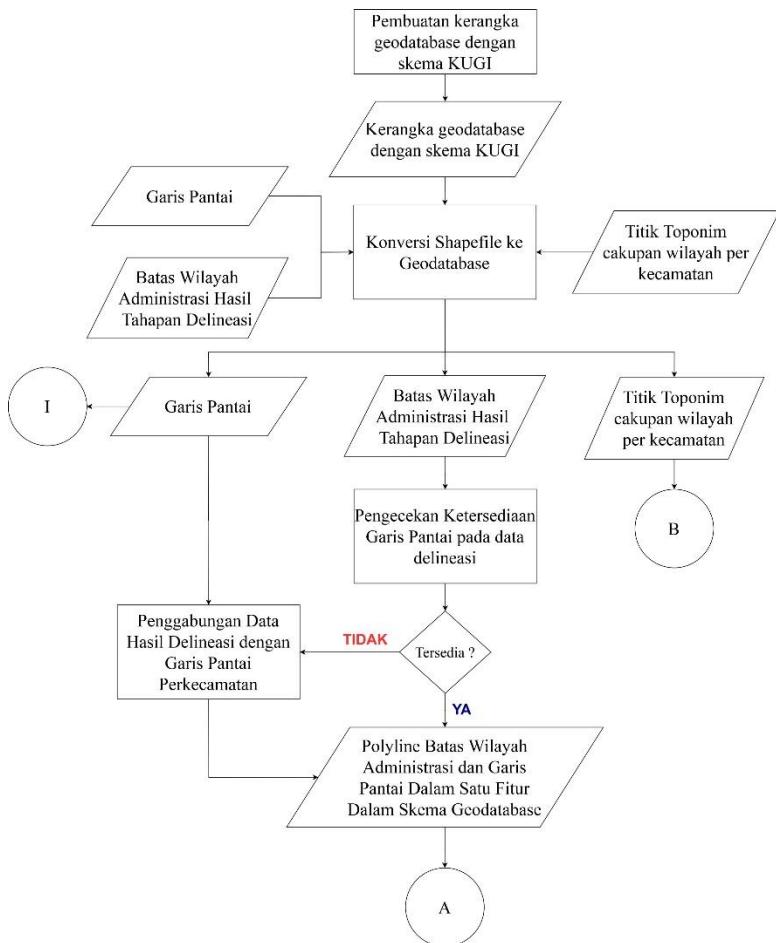 Pembuatan kerangka
geodatabase dengan
skema KUGI
Kerangka geodatabase
dengan skema KUGI
Garis Pantai
Konversi Shapefile ke
Geodatabase
Titik Toponim
cakupan wilayah per
kecamatan
Batas Wilayah
Administrasi Hasil
Tahapan Delineasi
I
Garis Pantai
Batas Wilayah
Administrasi Hasil
Tahapan Delineasi
Titik Toponim
cakupan wilayah
per kecamatan
Pengecekan Ketersediaan
Garis Pantai pada data
delineasi
B
Penggabungan Data
Hasil Delineasi dengan
Garis Pantai
Perkecamatan
TIDAK
Tersedia ?
YA
Polyline Batas Wilayah
Administrasi dan Garis
Pantai Dalam Satu Fitur
Dalam Skema Geodatabase
A